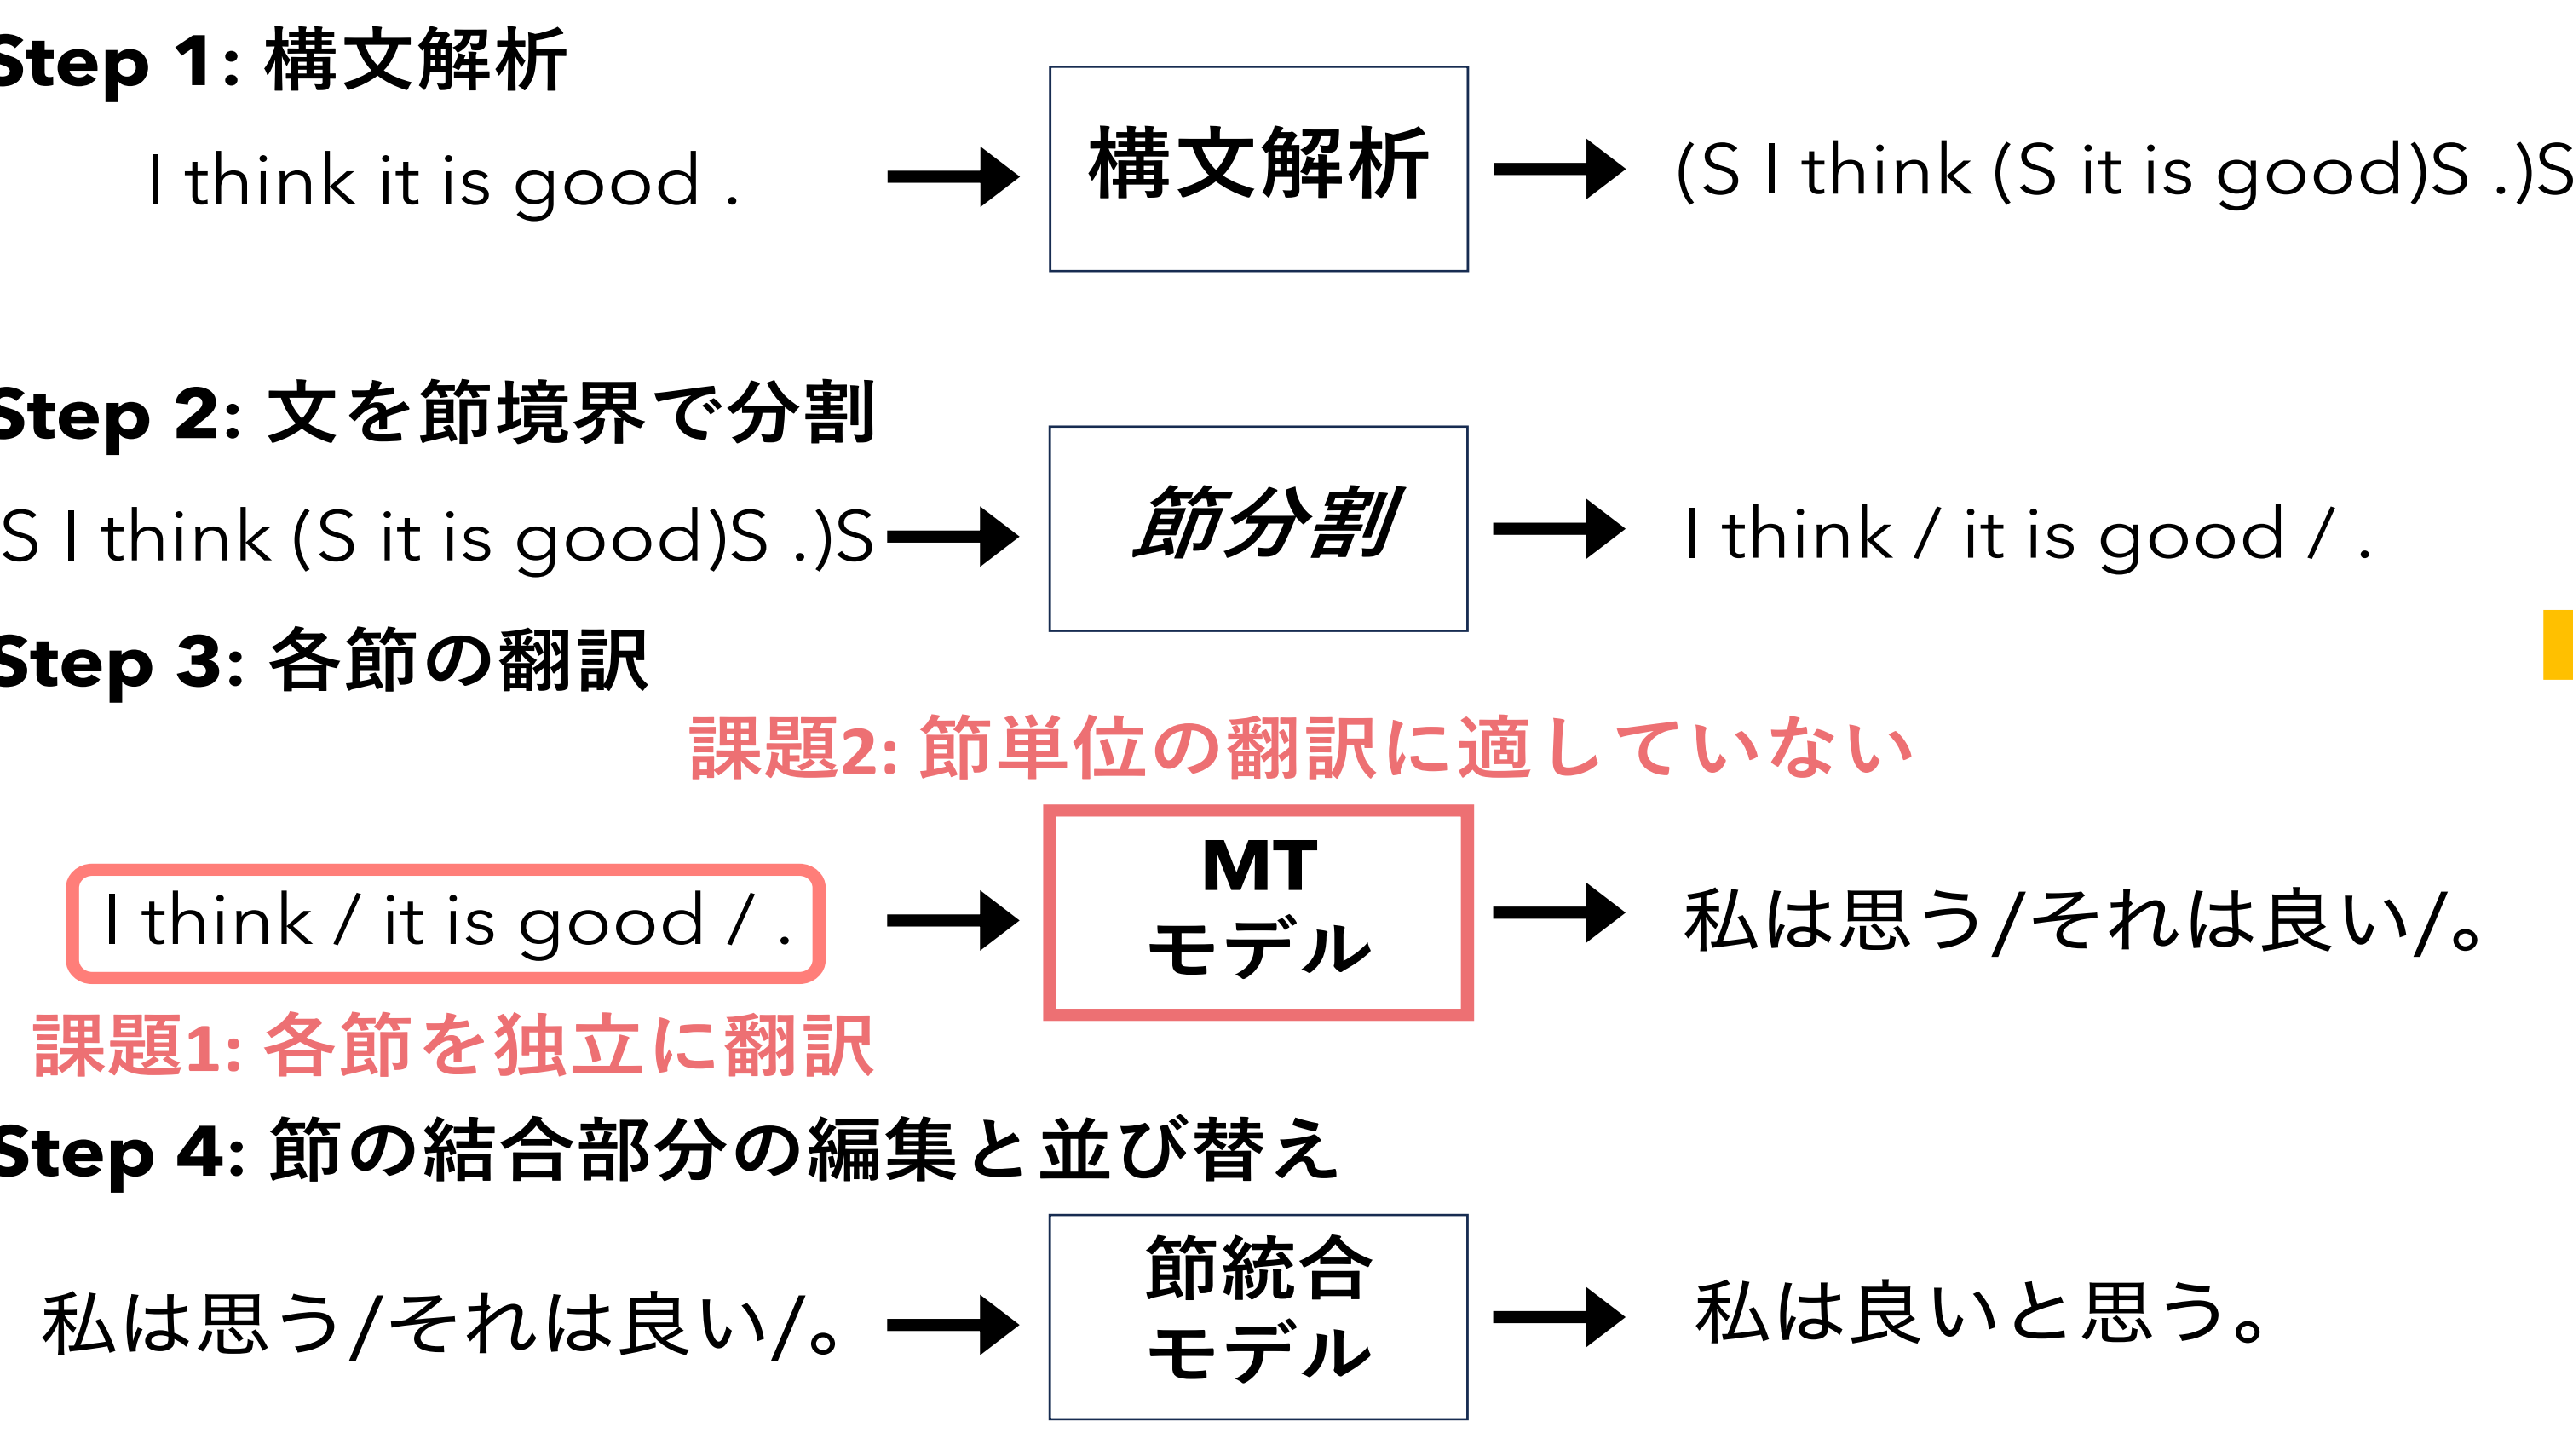 Step 1: 構文解析
I think it is good .
構文解析
(S I think (S it is good)S .)S
Step 2: 文を節境界で分割
S I think (S it is good)S .)S
節分割
I think / it is good / .
Step 3: 各節の翻訳
課題2: 節単位の翻訳に適していない
I think / it is good / .
MT
モデル
私は思う/それは良い/。
課題1: 各節を独立に翻訳
Step 4: 節の結合部分の編集と並び替え
私は思う/それは良い/。
節統合
モデル
私は良いと思う。